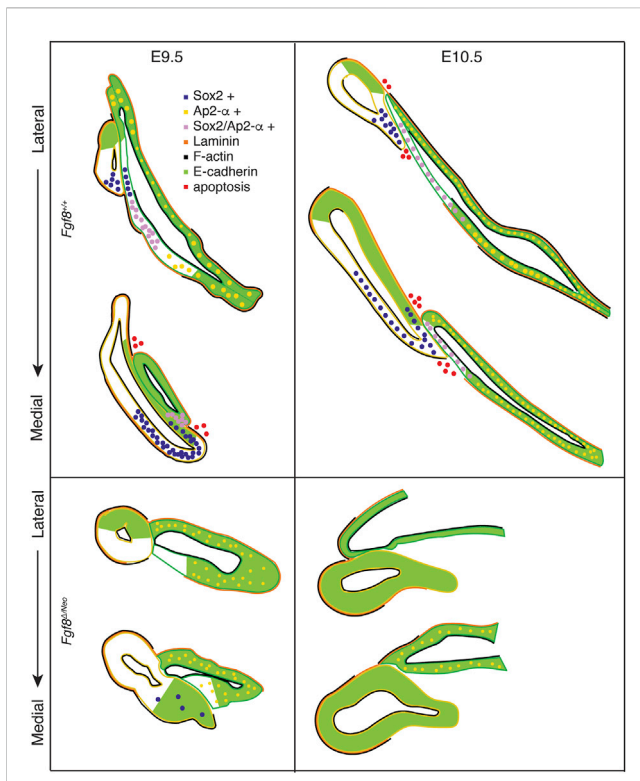 E9.5
E10.5
Lateral
Medial
Fgf8+/+
Sox2 +
Ap2-α +
Sox2/Ap2-α +
Laminin
F-actin
E-cadherin
apoptosis
Lateral
Medial
Fgf8Δ/Neo